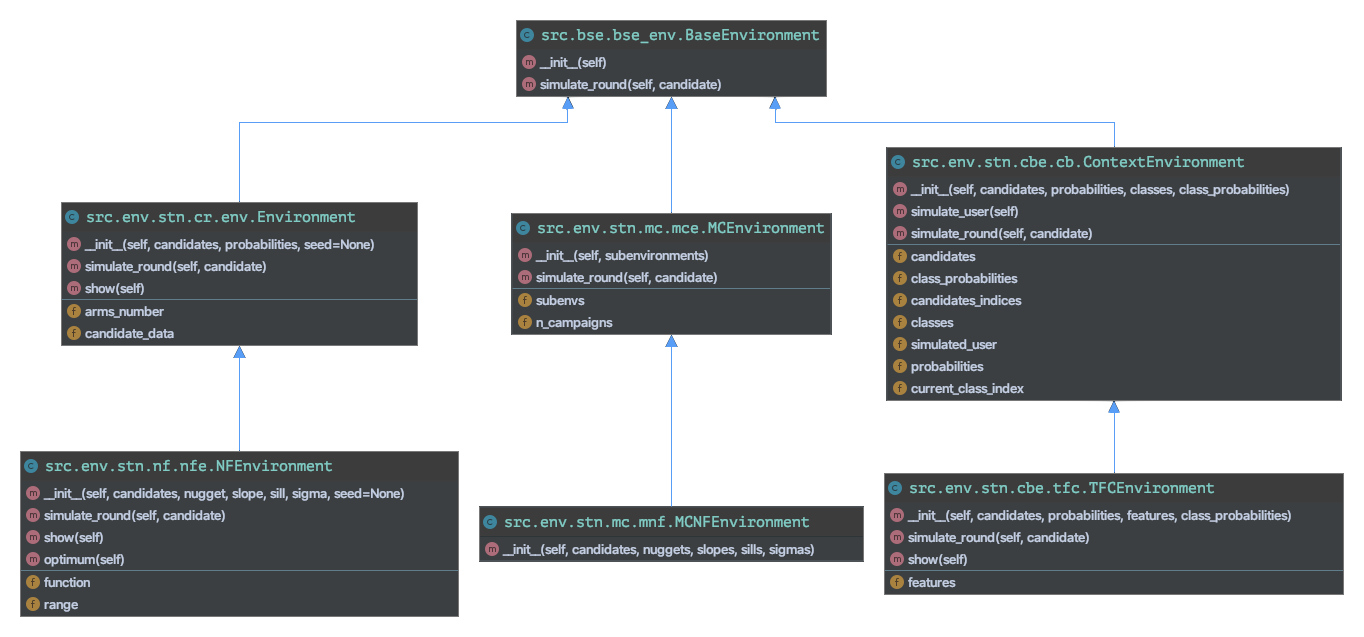 src.bse.bse_env.BaseEnvironment
__init__(self)
simulate_round(self, candidate)
src.env.stn.cr.env.Environment
__init__(self, candidates, probabilities, seed=None)
simulate_round(self, candidate)
show(self)
arms_number
candidate_data
src.env.stn.mc.mce.MCEnvironment
__init__(self, subenvironments)
simulate_round(self, candidate)
subenvs
n_campaigns
src.env.stn.cbe.cb.ContextEnvironment
__init__(self, candidates, probabilities, classes, class_probabilities)
simulate_user(self)
simulate_round(self, candidate)
candidates
class_probabilities
candidates_indices
classes
simulated_user
probabilities
current_class_index
src.env.stn.nf.nfe.NFEnvironment
__init__(self, candidates, nugget, slope, sill, sigma, seed=None)
simulate_round(self, candidate)
show(self)
optimum(self)
function
range
src.env.stn.mc.mnf.MCNFEnvironment
__init__(self, candidates, nuggets, slopes, sills, sigmas)
src.env.stn.cbe.tfc.TFCEnvironment
__init__(self, candidates, probabilities, features, class_probabilities)
simulate_round(self, candidate)
show(self)
features